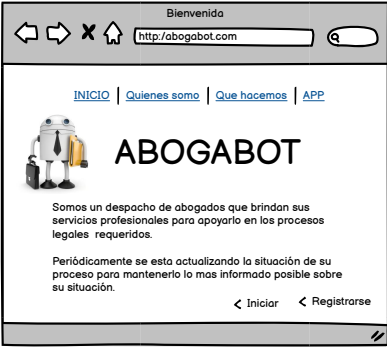 Bienvenida
http:/abogabot.com
INICIO | Quienes somo | Que hacemos | APP
ABOGABOT
Somos un despacho de abogados que brindan sus
servicios profesionales para apoyarlo en los procesos
legales requeridos.
Periódicamente se esta actualizando la situación de su
proceso para mantenerlo lo mas informado posible sobre
su situación.
< Iniciar < Registrarse